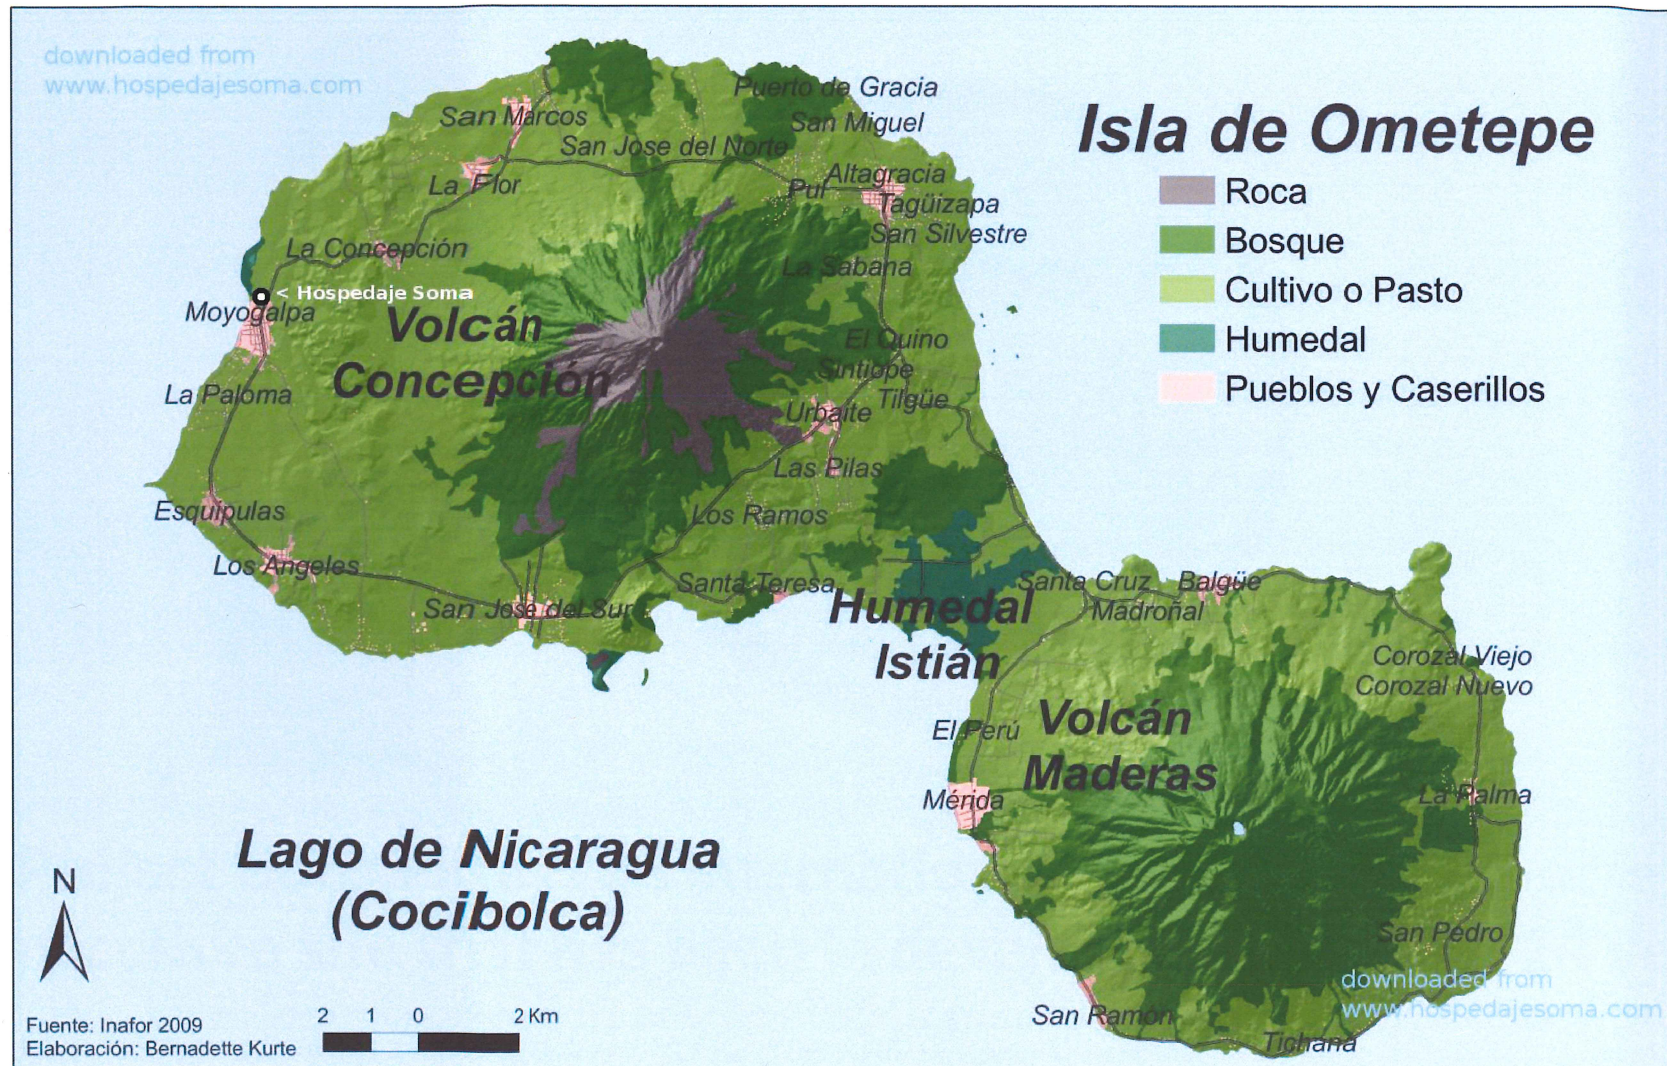 downloaded from
www.hospedajesoma.com
Isla de Ometepe
Roca
Bosque
Cultivo o Pasto
Humedal
Pueblos y Caserillos
Puerto de Gracia
San Marcos
San Miguel
San Jose del Norte
La Flor
Altagracia
Pul
Tagüizapa
San Silvestre
La Concepción
La Sabana
< Hospedaje Soma
Moyogalpa
Volcán
Concepción
El Quino
Sintiope
La Paloma
Tilgüe
Urbaite
Las Pilas
Esquipulas
Los Ramos
Los Angeles
Santa Teresa
San José del Sur
Santa Cruz
Balgüe
Madroñal
Humedal
Istián
Corozal Viejo
Corozal Nuevo
El Perú
Volcán
Maderas
Mérida
La Palma
Lago de Nicaragua
(Cocibolca)
San Pedro
San Ramón
Tichana
downloaded from
www.hospedajesoma.com
N
2 1 0 2 Km
Fuente: Inafor 2009
Elaboración: Bernadette Kurte